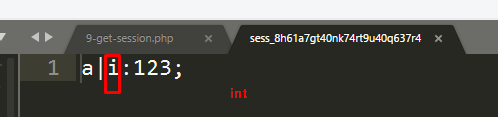 9-get-session.php × sess_8h61a7gt40nk74rt9u40q637r4 ×
1 a|i:123;
int